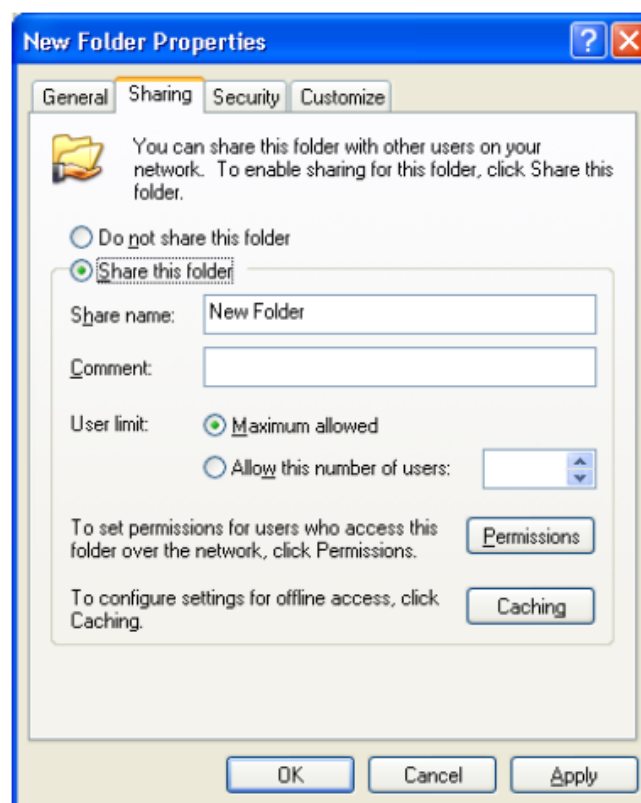 New Folder Properties
General Sharing Security Customize
You can share this folder with other users on your
network. To enable sharing for this folder, click Share this
folder.
Do not share this folder
Share this folder
Share name: New Folder
Comment:
User limit: Maximum allowed
Allow this number of users:
To set permissions for users who access this
folder over the network, click Permissions.
Permissions
To configure settings for offline access, click
Caching.
Caching
OK Cancel Apply